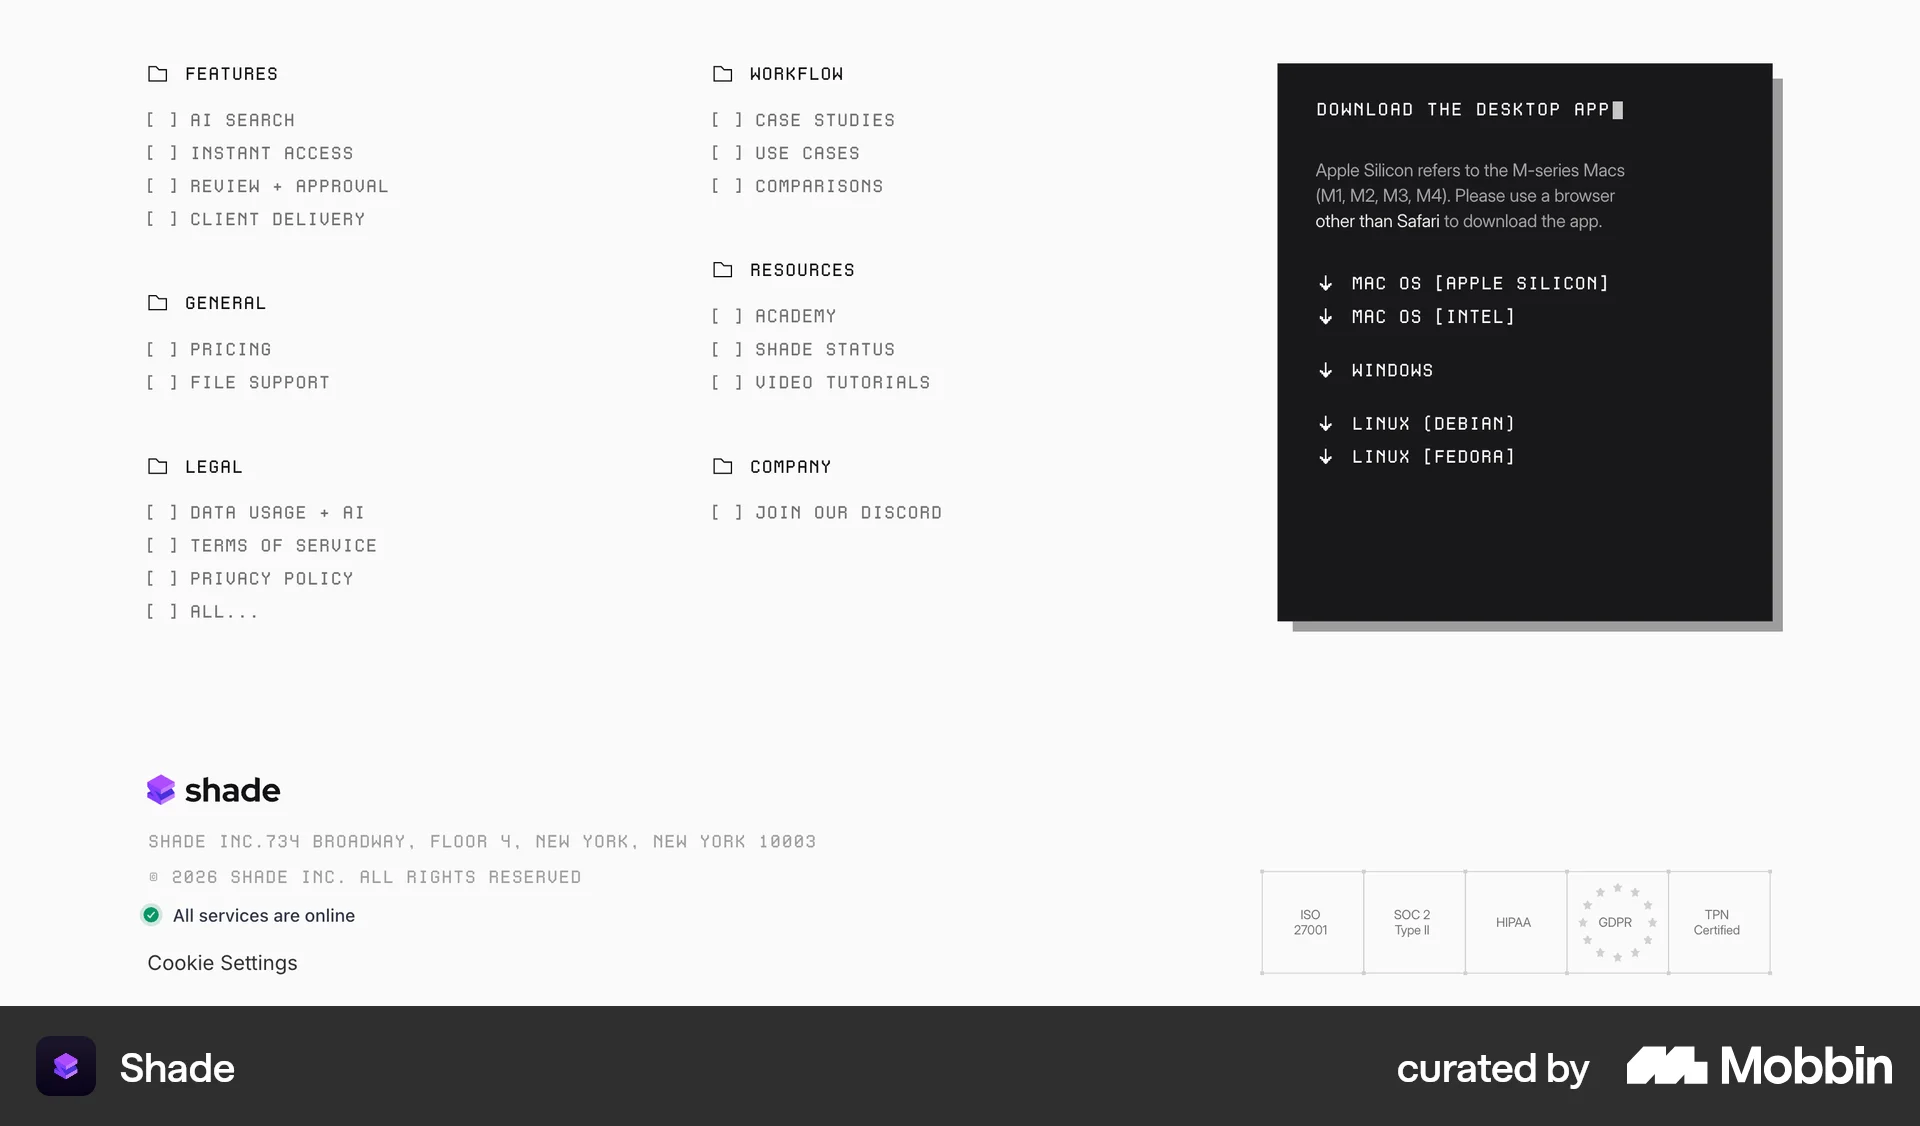 FEATURES
[ ] AI SEARCH
[ ] INSTANT ACCESS
[ ] REVIEW + APPROVAL
[ ] CLIENT DELIVERY
GENERAL
[ ] PRICING
[ ] FILE SUPPORT
LEGAL
[ ] DATA USAGE + AI
[ ] TERMS OF SERVICE
[ ] PRIVACY POLICY
[ ] ALL...
WORKFLOW
[ ] CASE STUDIES
[ ] USE CASES
[ ] COMPARISONS
RESOURCES
[ ] ACADEMY
[ ] SHADE STATUS
[ ] VIDEO TUTORIALS
COMPANY
[ ] JOIN OUR DISCORD
DOWNLOAD THE DESKTOP APP
Apple Silicon refers to the M-series Macs
(M1, M2, M3, M4). Please use a browser
other than Safari to download the app.
↓ MAC OS [APPLE SILICON]
↓ MAC OS [INTEL]
↓ WINDOWS
↓ LINUX (DEBIAN)
↓ LINUX [FEDORA]
shade
SHADE INC.734 BROADWAY, FLOOR 4, NEW YORK, NEW YORK 10003
© 2026 SHADE INC. ALL RIGHTS RESERVED
All services are online
Cookie Settings
ISO
27001
SOC 2
Type II
HIPAA
GDPR
TPN
Certified
Shade
curated by Mobbin